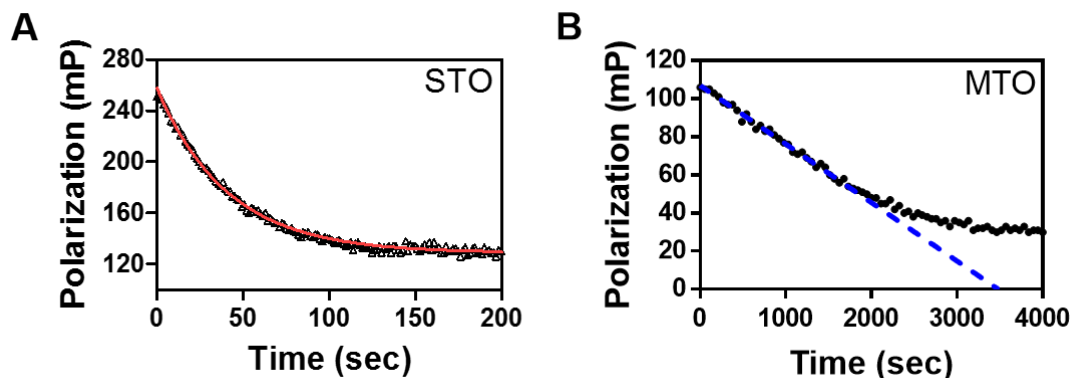 A
Polarization (mP)
280
240
200
160
120
STO
0 50 100 150 200
Time (sec)
B
Polarization (mP)
120
100
80
60
40
20
0
MTO
0 1000 2000 3000 4000
Time (sec)